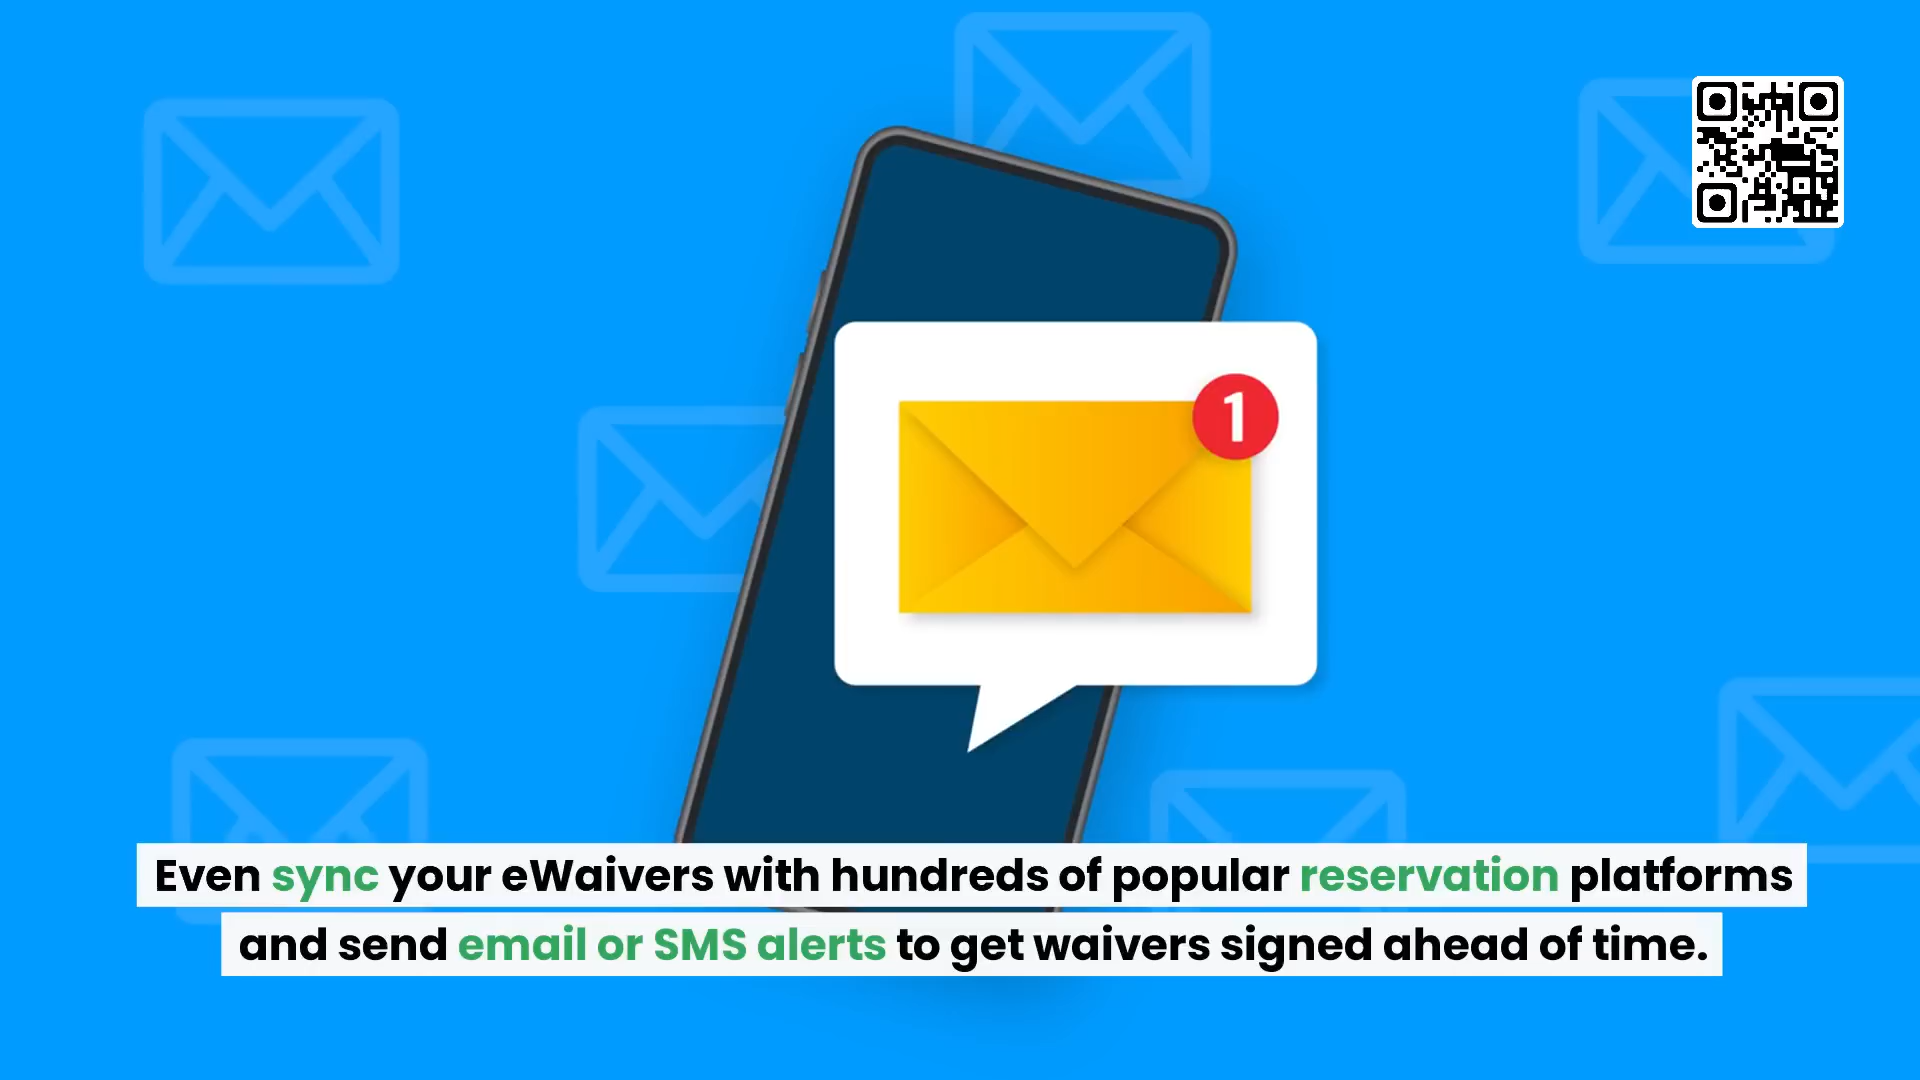 1
Even sync your eWaivers with hundreds of popular reservation platforms
and send email or SMS alerts to get waivers signed ahead of time.